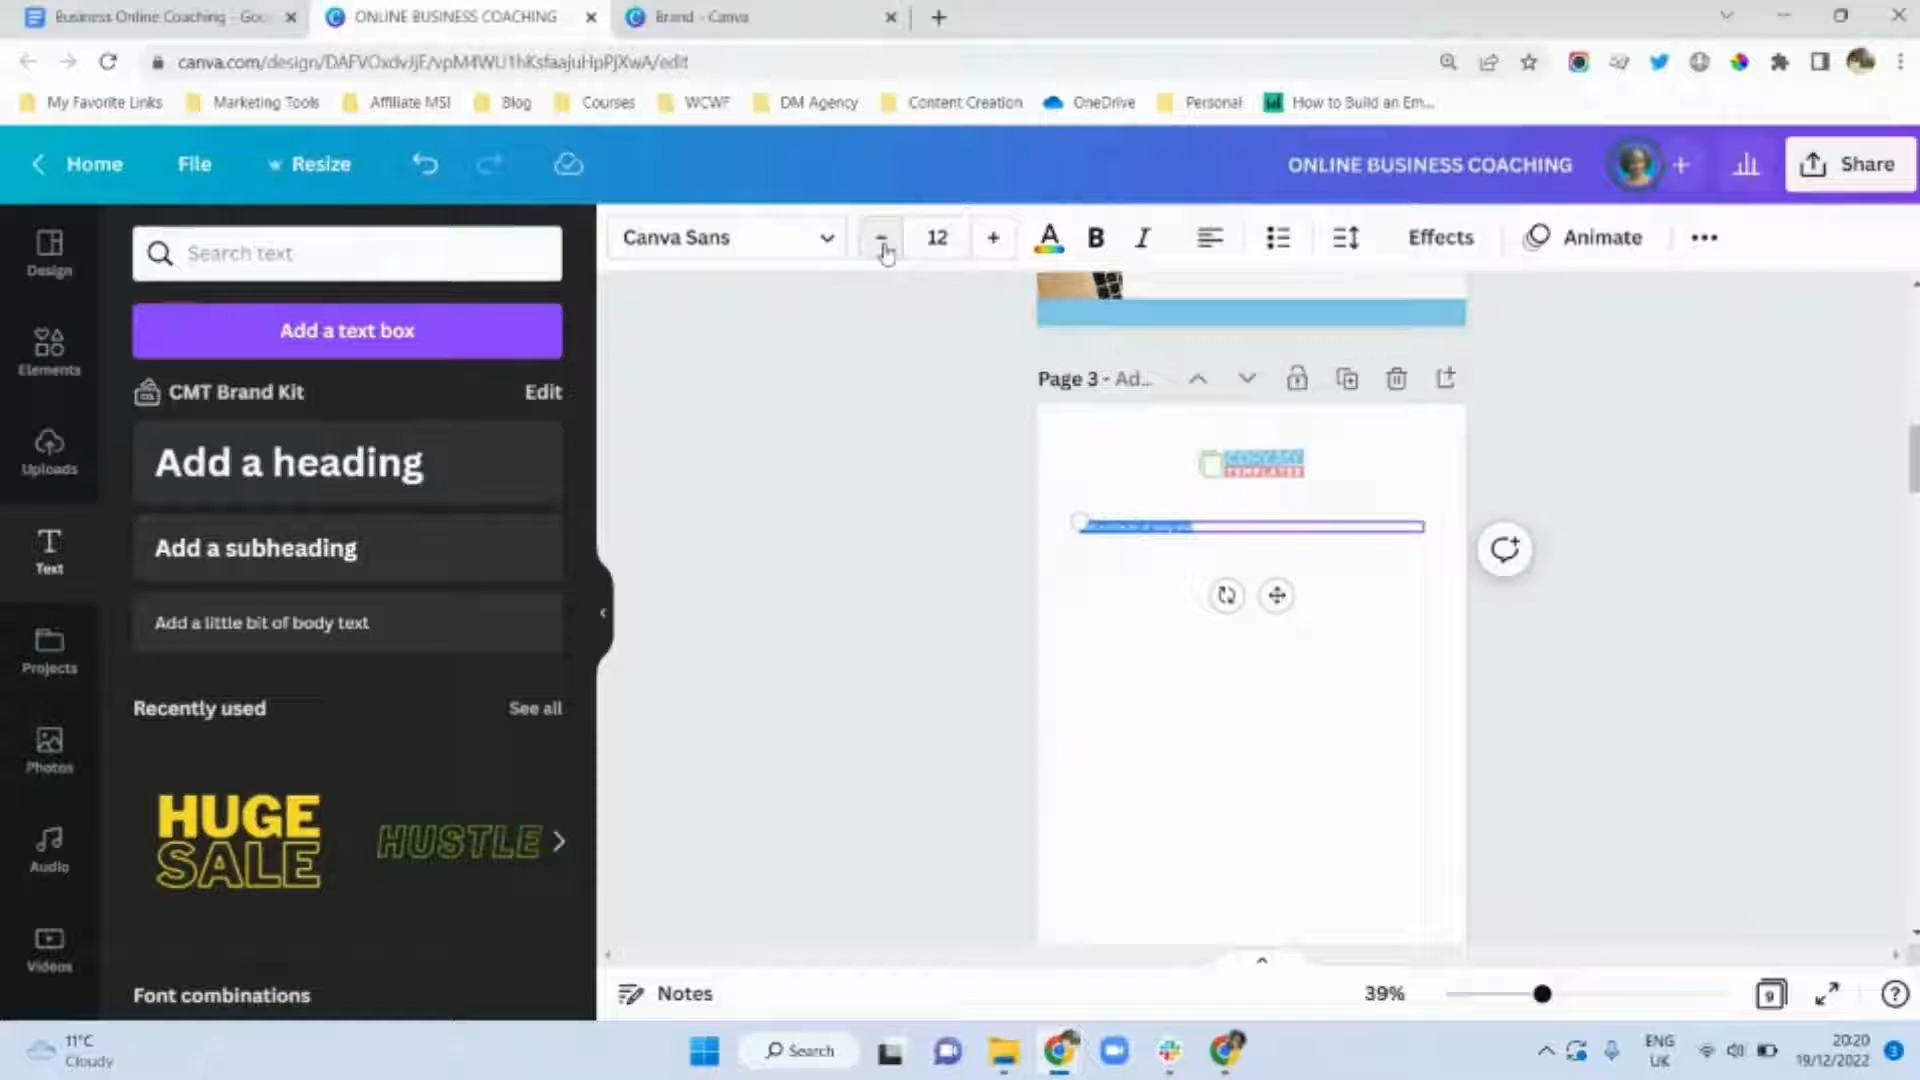 Business Online Coaching - Goo
ONLINE BUSINESS COACHING
Brand - Canva
canva.com/design/DAFVOxdvJjE/vpM4WU1hKsfaajuHpPjXwA/edit
My Favorite Links
Marketing Tools
Affiliate MSI
Blog
Courses
WCWF
DM Agency
Content Creation
OneDrive
Personal
How to Build an Em...
Home
File
Resize
ONLINE BUSINESS COACHING
Share
Design
Elements
Uploads
Text
Projects
Photos
Audio
Videos
Search text
Add a text box
CMT Brand Kit
Edit
Add a heading
Add a subheading
Add a little bit of body text
Recently used
See all
HUGE
SALE
HUSTLE
Font combinations
Canva Sans
12
A
B
I
Effects
Animate
Page 3 - Ad...
TEMPLATES
Notes
39%
9
11°C
Cloudy
Search
ENG
UK
20:20
19/12/2022
3